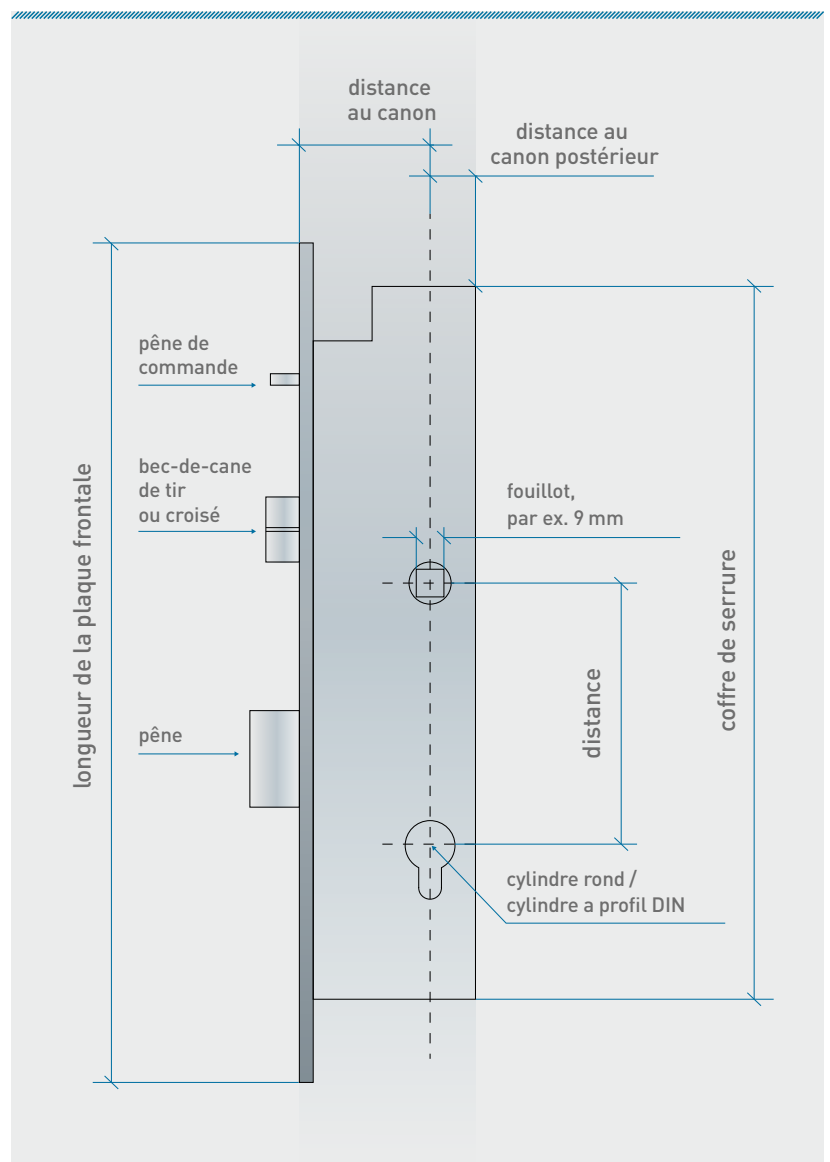 distance
au canon
distance au
canon postérieur
pêne de
commande
bec-de-cane
de tir
ou croisé
fouillot,
par ex. 9 mm
longueur de la plaque frontale
coffre de serrure
distance
pêne
cylindre rond /
cylindre a profil DIN